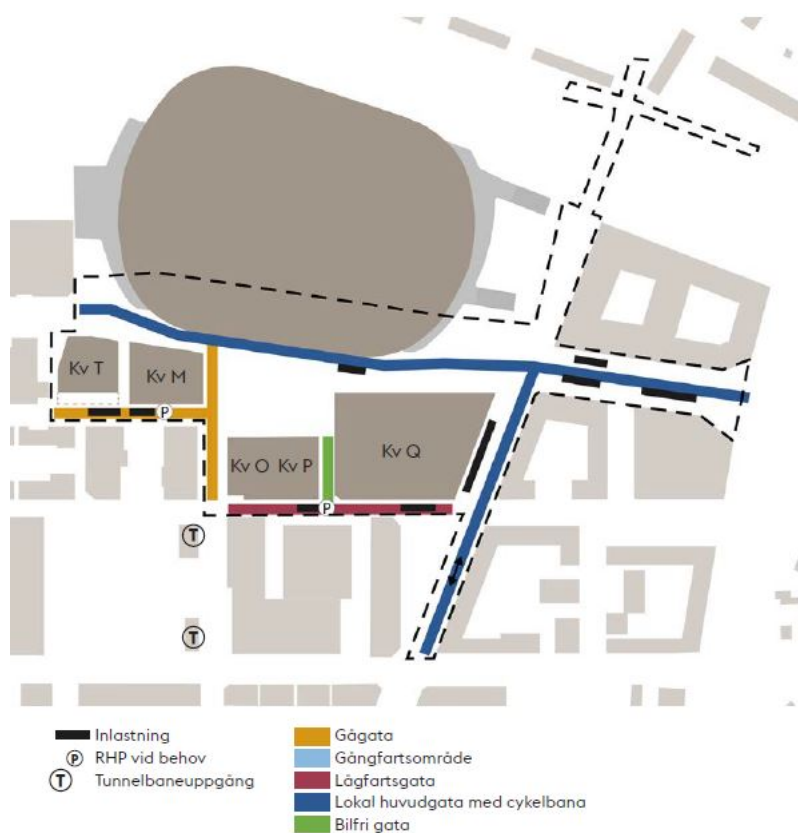 Kv T
Kv M
P
Kv O Kv P
Kv Q
P
T
T
Inlastning
P RHP vid behov
T Tunnelbaneuppgång
Gågata
Gångfartsområde
Lågfartsgata
Lokal huvudgata med cykelbana
Bilfri gata